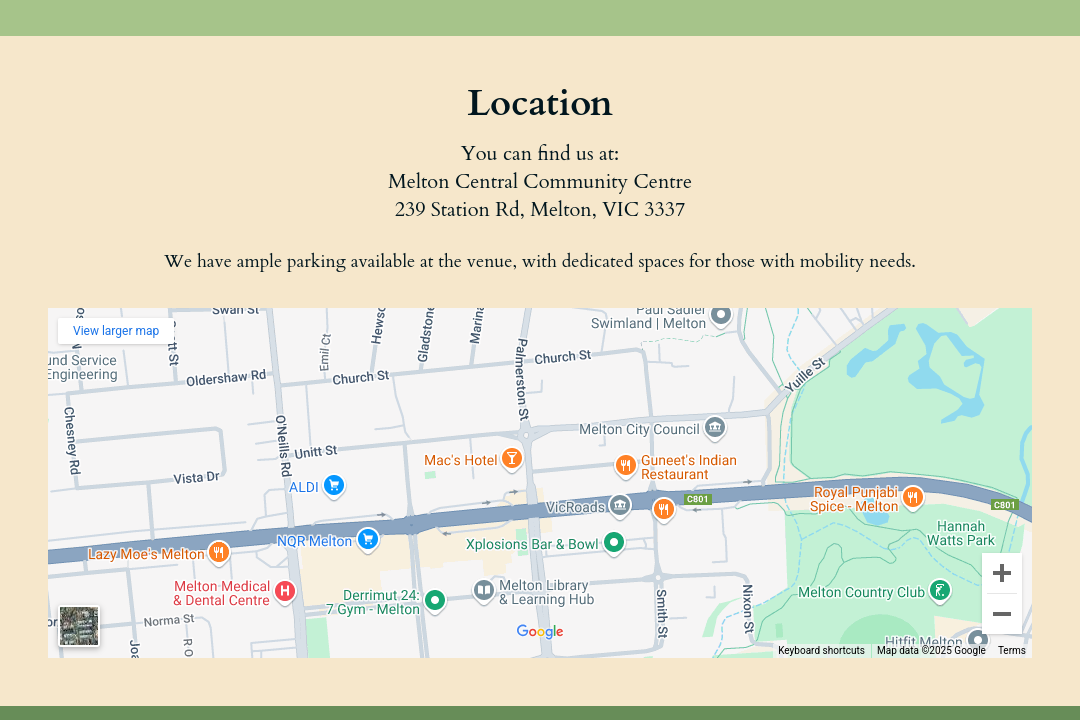 Location
You can find us at:
Melton Central Community Centre
239 Station Rd, Melton, VIC 3337
We have ample parking available at the venue, with dedicated spaces for those with mobility needs.
View larger map
Swan St
Paul Sadler
Swimland | Melton
Engineering
Service
Oldershaw Rd
Emil Ct
Church St
Palmerston St
Church St
Yuille St
Chesney Rd
O'Neills Rd
Unitt St
Melton City Council
Mac's Hotel
Guneet's Indian
Restaurant
Vista Dr
ALDI
VicRoads
C801
Royal Punjabi
Spice - Melton
C801
Hannah
Watts Park
Lazy Moe's Melton
NQR Melton
Xplosions Bar & Bowl
Melton Medical
& Dental Centre
Derrimut 24:
7 Gym - Melton
Melton Library
& Learning Hub
Smith St
Nixon St
Melton Country Club
Norma St
Hitfit Melton
Google
Keyboard shortcuts
Map data ©2025 Google
Terms